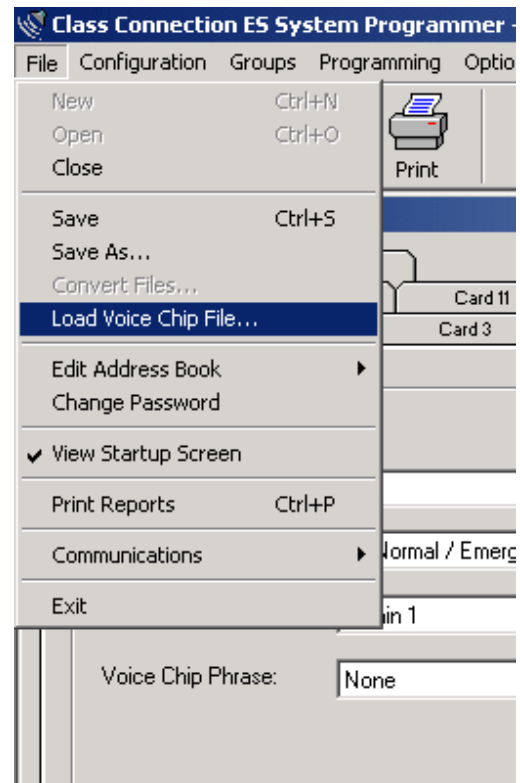 Class Connection ES System Programmer -
File Configuration Groups Programming Optio
New Ctrl+N
Open Ctrl+O
Close
Print
Save Ctrl+S
Save As...
Convert Files...
Card 11
Load Voice Chip File...
Card 3
Edit Address Book
Change Password
View Startup Screen
Print Reports Ctrl+P
Communications
Normal / Emerg
Exit
in 1
Voice Chip Phrase: None